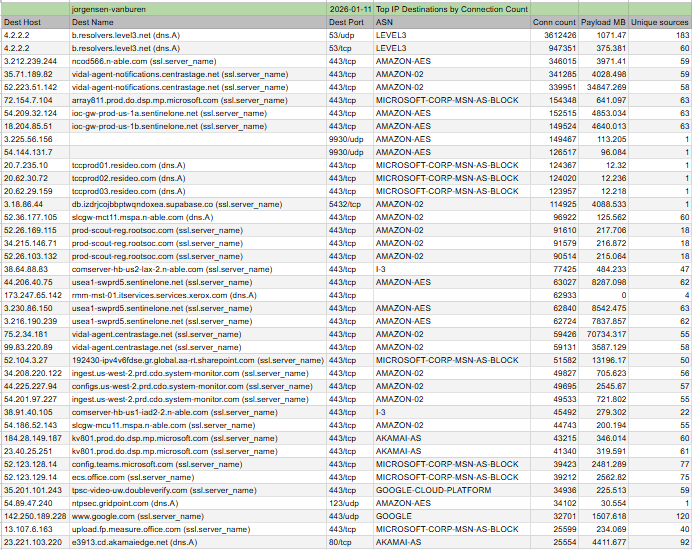 jorgensen-vanburen 2026-01-11 Top IP Destinations by Connection Count
Dest Host Dest Name Dest Port ASN Conn count Payload MB Unique sources
4.2.2.2 b.resolvers.level3.net (dns.A) 53/udp LEVEL3 3612426 1071.47 183
4.2.2.2 b.resolvers.level3.net (dns.A) 53/tcp LEVEL3 947351 375.381 60
3.212.239.244 ncod566.n-able.com (ssl.server_name) 443/tcp AMAZON-AES 346015 3971.41 59
35.71.189.82 vidal-agent-notifications.centrastage.net (ssl.server_name) 443/tcp AMAZON-02 341285 4028.498 59
52.223.51.142 vidal-agent-notifications.centrastage.net (ssl.server_name) 443/tcp AMAZON-02 339951 34847.269 58
72.154.7.104 array811.prod.do.dsp.mp.microsoft.com (ssl.server_name) 443/tcp MICROSOFT-CORP-MSN-AS-BLOCK 154348 641.097 63
54.209.32.124 ioc-gw-prod-us-1a.sentinelone.net (ssl.server_name) 443/tcp AMAZON-AES 152515 4853.034 63
18.204.85.51 ioc-gw-prod-us-1b.sentinelone.net (ssl.server_name) 443/tcp AMAZON-AES 149524 4640.013 63
3.225.56.156 9930/udp AMAZON-AES 149467 113.205 1
54.144.131.7 9930/udp AMAZON-AES 126517 96.084 1
20.7.235.10 tccprod01.resideo.com (dns.A) 443/tcp MICROSOFT-CORP-MSN-AS-BLOCK 124367 12.32 1
20.62.30.72 tccprod02.resideo.com (dns.A) 443/tcp MICROSOFT-CORP-MSN-AS-BLOCK 124020 12.236 1
20.62.29.159 tccprod03.resideo.com (dns.A) 443/tcp MICROSOFT-CORP-MSN-AS-BLOCK 123957 12.218 1
3.18.86.44 db.izdrjcojbbptwqndoxea.supabase.co (ssl.server_name) 5432/tcp AMAZON-02 114925 4088.533 1
52.36.177.105 slcgw-mct11.mspa.n-able.com (dns.A) 443/tcp AMAZON-02 96922 125.562 60
52.26.169.115 prod-scout-reg.rootsoc.com (ssl.server_name) 443/tcp AMAZON-02 91610 217.706 18
34.215.146.71 prod-scout-reg.rootsoc.com (ssl.server_name) 443/tcp AMAZON-02 91579 216.872 18
52.26.103.132 prod-scout-reg.rootsoc.com (ssl.server_name) 443/tcp AMAZON-02 90514 215.064 18
38.64.88.83 comserver-hb-us2-lax-2.n-able.com (ssl.server_name) 443/tcp I-3 77425 484.233 47
44.206.40.75 usea1-swprd5.sentinelone.net (ssl.server_name) 443/tcp AMAZON-AES 63027 8287.098 62
173.247.65.142 rmm-mst-01.itservices.services.xerox.com (dns.A) 443/tcp 62933 0 4
3.230.86.150 usea1-swprd5.sentinelone.net (ssl.server_name) 443/tcp AMAZON-AES 62840 8542.475 63
3.216.190.239 usea1-swprd5.sentinelone.net (ssl.server_name) 443/tcp AMAZON-AES 62724 7837.857 62
75.2.34.181 vidal-agent.centrastage.net (ssl.server_name) 443/tcp AMAZON-02 59426 70734.317 55
99.83.220.89 vidal-agent.centrastage.net (ssl.server_name) 443/tcp AMAZON-02 59131 3587.129 58
52.104.3.27 192430-ipv4v6fdse.gr.global.aa-rt.sharepoint.com (ssl.server_name) 443/tcp MICROSOFT-CORP-MSN-AS-BLOCK 51582 13196.17 50
34.208.220.122 ingest.us-west-2.prd.cdo.system-monitor.com (ssl.server_name) 443/tcp AMAZON-02 49827 705.623 56
44.225.227.94 configs.us-west-2.prd.cdo.system-monitor.com (ssl.server_name) 443/tcp AMAZON-02 49695 2545.67 57
54.201.97.227 ingest.us-west-2.prd.cdo.system-monitor.com (ssl.server_name) 443/tcp AMAZON-02 49533 721.802 55
38.91.40.105 comserver-hb-us1-iad2-2.n-able.com (ssl.server_name) 443/tcp I-3 45492 279.302 22
54.186.52.143 slcgw-mcu11.mspa.n-able.com (dns.A) 443/tcp AMAZON-02 44743 200.194 55
184.28.149.187 kv801.prod.do.dsp.mp.microsoft.com (ssl.server_name) 443/tcp AKAMAI-AS 43215 346.014 60
23.40.25.251 kv801.prod.do.dsp.mp.microsoft.com (ssl.server_name) 443/tcp AKAMAI-AS 41340 319.591 61
52.123.128.14 config.teams.microsoft.com (ssl.server_name) 443/tcp MICROSOFT-CORP-MSN-AS-BLOCK 39423 2481.289 77
52.123.129.14 ecs.office.com (ssl.server_name) 443/tcp MICROSOFT-CORP-MSN-AS-BLOCK 39212 2562.82 75
35.201.101.243 tpsc-video-uw.doubleverify.com (ssl.server_name) 443/tcp GOOGLE-CLOUD-PLATFORM 34936 225.513 59
54.89.47.240 ntpsec.gridpoint.com (dns.A) 123/udp AMAZON-AES 34102 30.554 1
142.250.189.228 www.google.com (ssl.server_name) 443/udp GOOGLE 32701 1507.618 120
13.107.6.163 upload.fp.measure.office.com (ssl.server_name) 443/tcp MICROSOFT-CORP-MSN-AS-BLOCK 25599 234.069 40
23.221.103.220 e3913.cd.akamaiedge.net (dns.A) 80/tcp AKAMAI-AS 25554 4411.677 92